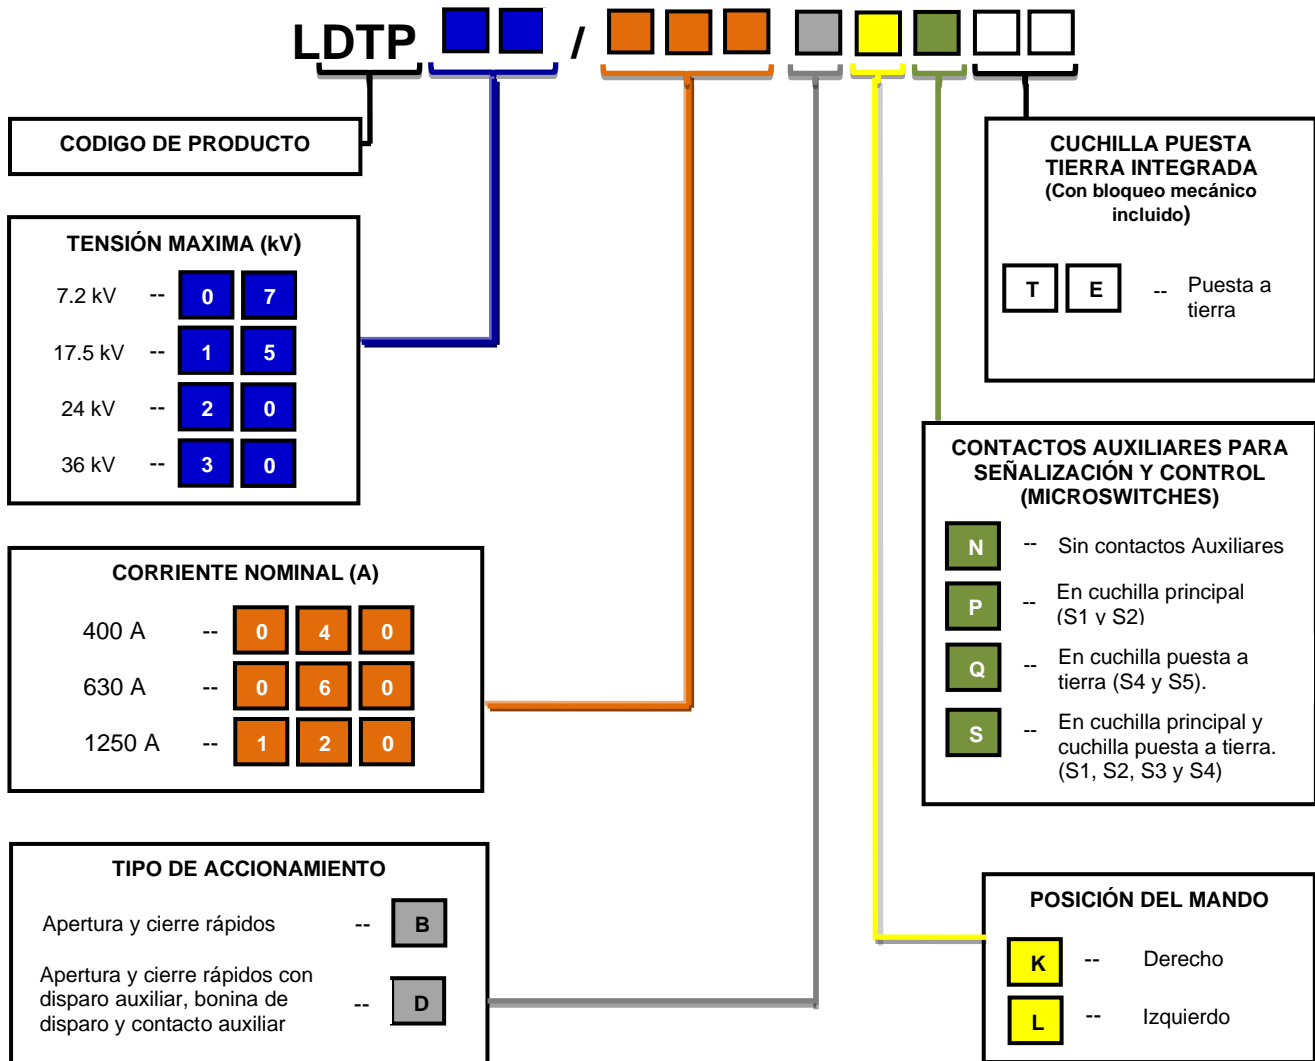 LDTP /
CODIGO DE PRODUCTO
TENSIÓN MAXIMA (kV)
7.2 kV -- 0 7
17.5 kV -- 1 5
24 kV -- 2 0
36 kV -- 3 0
CORRIENTE NOMINAL (A)
400 A -- 0 4 0
630 A -- 0 6 0
1250 A -- 1 2 0
TIPO DE ACCIONAMIENTO
Apertura y cierre rápidos -- B
Apertura y cierre rápidos con
disparo auxiliar, bonina de
disparo y contacto auxiliar -- D
CUCHILLA PUESTA
TIERRA INTEGRADA
(Con bloqueo mecánico
incluido)
T E -- Puesta a
tierra
CONTACTOS AUXILIARES PARA
SEÑALIZACIÓN Y CONTROL
(MICROSWITCHES)
N -- Sin contactos Auxiliares
P -- En cuchilla principal
(S1 y S2)
Q -- En cuchilla puesta a
tierra (S4 y S5).
S -- En cuchilla principal y
cuchilla puesta a tierra.
(S1, S2, S3 y S4)
POSICIÓN DEL MANDO
K -- Derecho
L -- Izquierdo